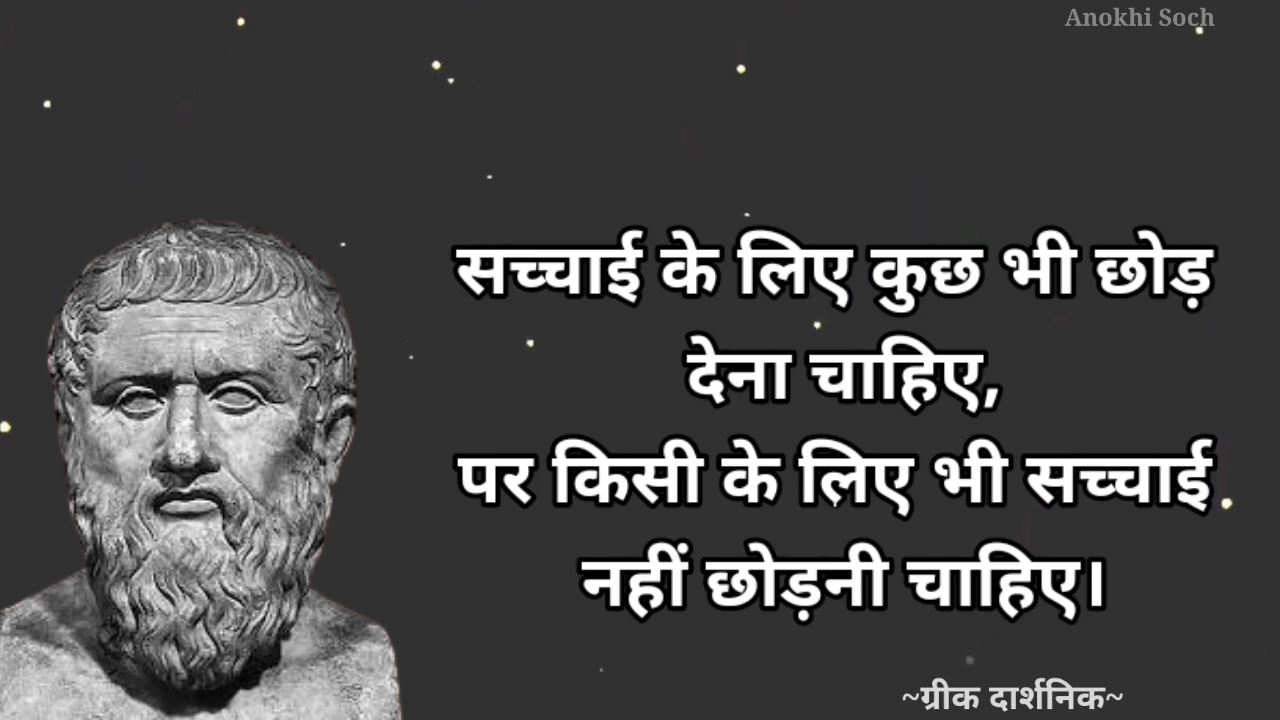 Anokhi Soch
सच्चाई के लिए कुछ भी छोड़
देना चाहिए,
पर किसी के लिए भी सच्चाई
नहीं छोड़नी चाहिए।
~ग्रीक दार्शनिक~